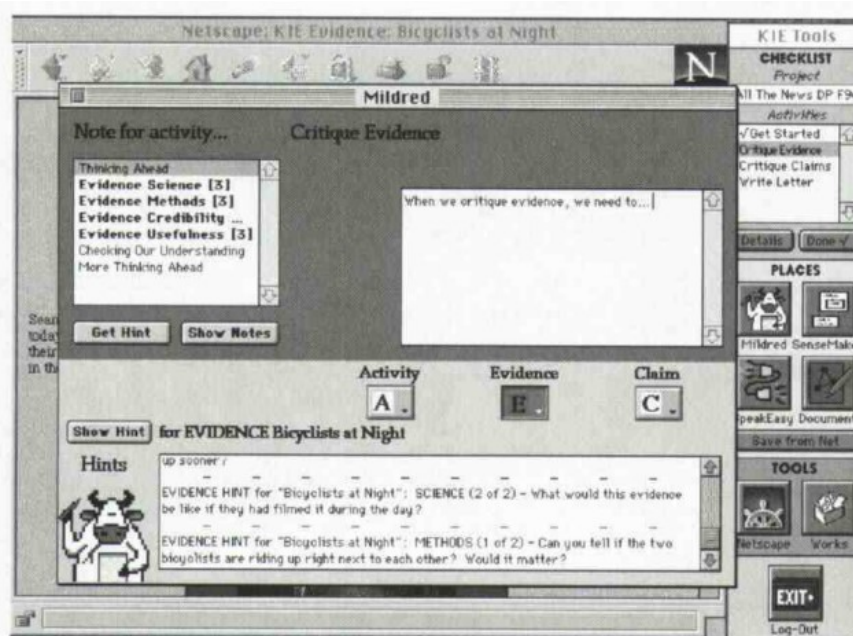 Netscape: KIE Evidence: Bicyclists at Night
N
Mildred
Note for activity...
Critique Evidence
Thinking Ahead
Evidence Science [3]
Evidence Methods [3]
Evidence Credibility ...
Evidence Usefulness [3]
Checking Our Understanding
More Thinking Ahead
When we critique evidence, we need to...
Get Hint
Show Notes
Sear
toda
their
in th
Activity
Evidence
Claim
A
E
C
Show Hint
for EVIDENCE Bicyclists at Night
Hints
up sooner?
EVIDENCE HINT for "Bicyclists at Night": SCIENCE (2 of 2) - What would this evidence
be like if they had filmed it during the day?
EVIDENCE HINT for "Bicyclists at Night": METHODS (1 of 2) - Can you tell if the two
bicyclists are riding up right next to each other? Would it matter?
KIE Tools
CHECKLIST
Project
All The News DP F9
Activities
√Get Started
Critique Evidence
Critique Claims
Write Letter
Details
Done √
PLACES
Mildred
SenseMake
SpeakEasy
Document
Save from Net
TOOLS
Netscape
Works
EXIT
Log-Out